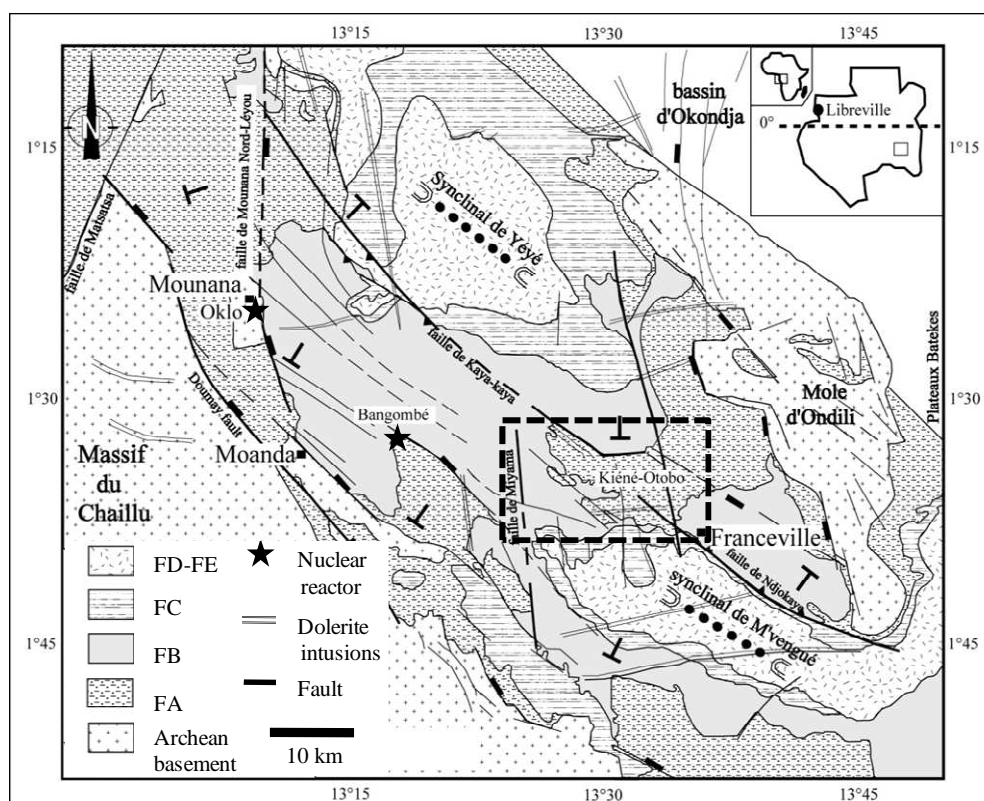 13°15
13°30
13°45
bassin
d'Okondja
Libreville
0°
N
1°15
1°15
faille de Mounana Nord-Léyou
faille de Matsatsa
Synclinal de Yéyé
Mounana
Oklo
faille de Kaya-kaya
Plateaux Batekes
1°30
1°30
Doumay fault
Bangombé
Mole
d'Ondili
Massif
du
Chaillu
Moanda
faille de Miyama
Kiéné-Otobo
Franceville
faille de Ndjokaya
synclinal de M'vengué
FD-FE
Nuclear
reactor
FC
Dolerite
intusions
FB
1°45
1°45
FA
Fault
Archean
basement
10 km
13°15
13°30
13°45